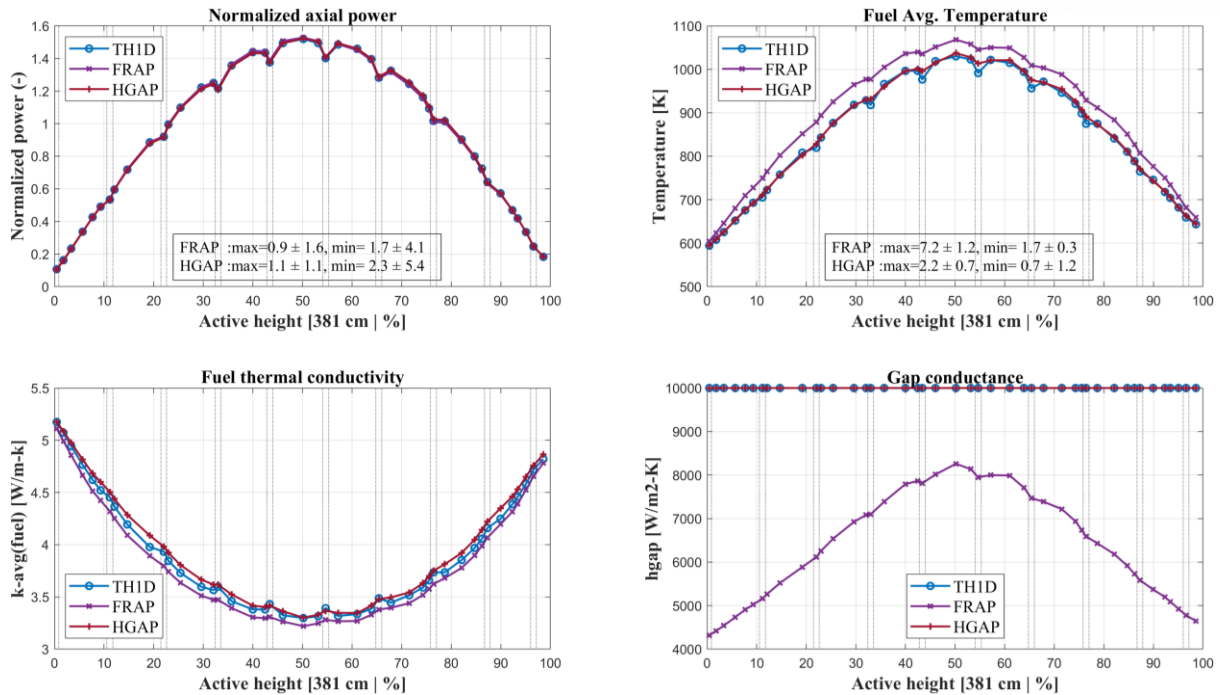 Normalized axial power
Normalized power (-)
1.6
1.4
1.2
1
0.8
0.6
0.4
0.2
0
TH1D
FRAP
HGAP
FRAP :max=0.9 ± 1.6, min= 1.7 ± 4.1
HGAP :max=1.1 ± 1.1, min= 2.3 ± 5.4
0 10 20 30 40 50 60 70 80 90 100
Active height [381 cm | %]
Fuel Avg. Temperature
Temperature [K]
1100
1000
900
800
700
600
500
TH1D
FRAP
HGAP
FRAP :max=7.2 ± 1.2, min= 1.7 ± 0.3
HGAP :max=2.2 ± 0.7, min= 0.7 ± 1.2
0 10 20 30 40 50 60 70 80 90 100
Active height [381 cm | %]
Fuel thermal conductivity
k-avg(fuel) [W/m-k]
5.5
5
4.5
4
3.5
3
TH1D
FRAP
HGAP
0 10 20 30 40 50 60 70 80 90 100
Active height [381 cm | %]
Gap conductance
hgap [W/m2-K]
10000
9000
8000
7000
6000
5000
4000
TH1D
FRAP
HGAP
0 10 20 30 40 50 60 70 80 90 100
Active height [381 cm | %]